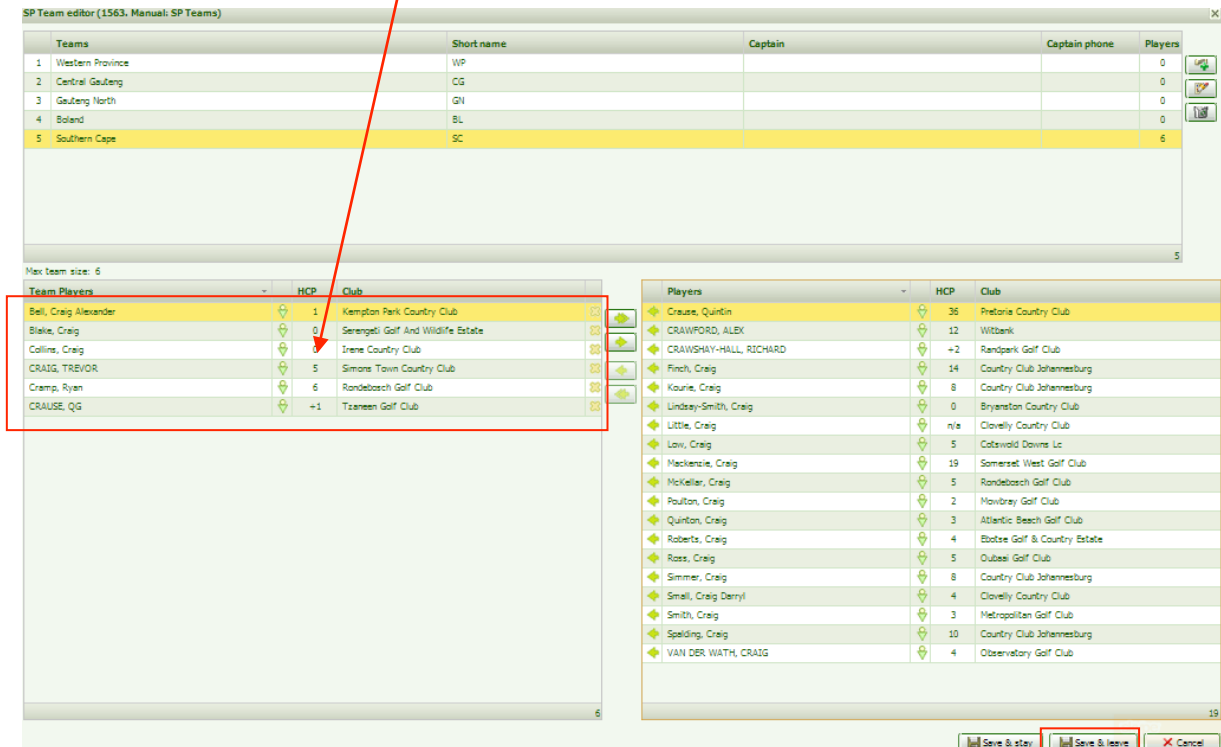 SP Team editor (1563. Manual: SP Teams)
Teams Short name Captain Captain phone Players
1 Western Province WP 0
2 Central Gauteng CG 0
3 Gauteng North GN 0
4 Boland BL 0
5 Southern Cape SC 6
5
Max team size: 6
Team Players HCP Club
Bell, Craig Alexander 1 Kempton Park Country Club
Blake, Craig 0 Serengeti Golf And Wildlife Estate
Collins, Craig 0 Irene Country Club
CRAIG, TREVOR 5 Simons Town Country Club
Cramp, Ryan 6 Rondebosch Golf Club
CRAUSE, QG +1 Tzaneen Golf Club
6
Players HCP Club
Crause, Quintin 36 Pretoria Country Club
CRAWFORD, ALEX 12 Witbank
CRAWSHAY-HALL, RICHARD +2 Randpark Golf Club
Finch, Craig 14 Country Club Johannesburg
Kourie, Craig 8 Country Club Johannesburg
Lindsay-Smith, Craig 0 Bryanston Country Club
Little, Craig n/a Clovelly Country Club
Low, Craig 5 Cotswold Downs Lc
Mackenzie, Craig 19 Somerset West Golf Club
McKellar, Craig 5 Rondebosch Golf Club
Poulton, Craig 2 Mowbray Golf Club
Quinton, Craig 3 Atlantic Beach Golf Club
Roberts, Craig 4 Ebotse Golf & Country Estate
Ross, Craig 5 Oubaai Golf Club
Simmer, Craig 8 Country Club Johannesburg
Small, Craig Darryl 4 Clovelly Country Club
Smith, Craig 3 Metropolitan Golf Club
Spalding, Craig 10 Country Club Johannesburg
VAN DER WATH, CRAIG 4 Observatory Golf Club
19
Save & stay Save & leave Cancel